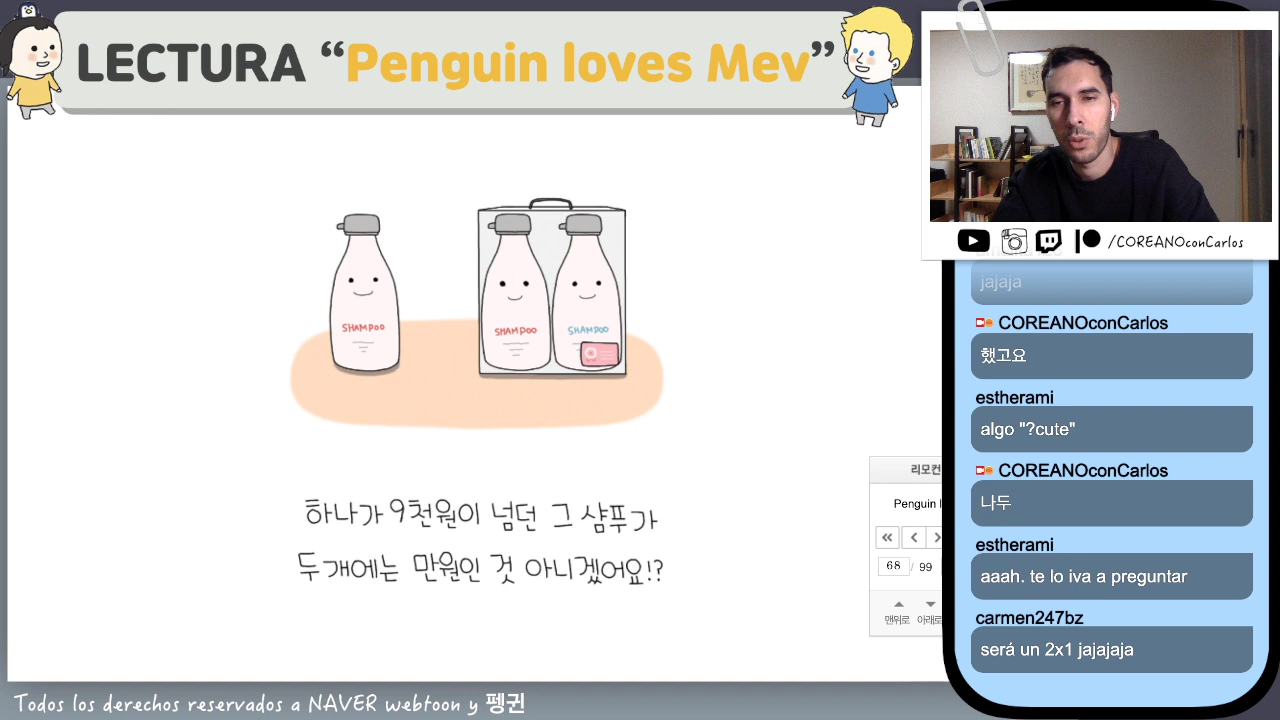 LECTURA “Penguin loves Mev”
SHAMPOO
SHAMPOO
SHAMPOO
하나가 9천원이 넘던 그 샴푸가
두개에는 만원인 것 아니겠어요!?
리모컨
Penguin l
68 / 99
맨위로 아래로
Todos los derechos reservados a NAVER webtoon y 펭귄
/COREANOconCarlos
jajaja
COREANOconCarlos
했고요
estherami
algo "?cute"
COREANOconCarlos
나두
estherami
aaah. te lo iva a preguntar
carmen247bz
será un 2x1 jajajaja